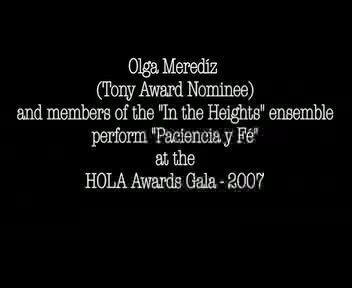 Olga Meredíz
(Tony Award Nominee)
and members of the "In the Heights" ensemble
perform "Paciencia y Fé"
at the
HOLA Awards Gala - 2007